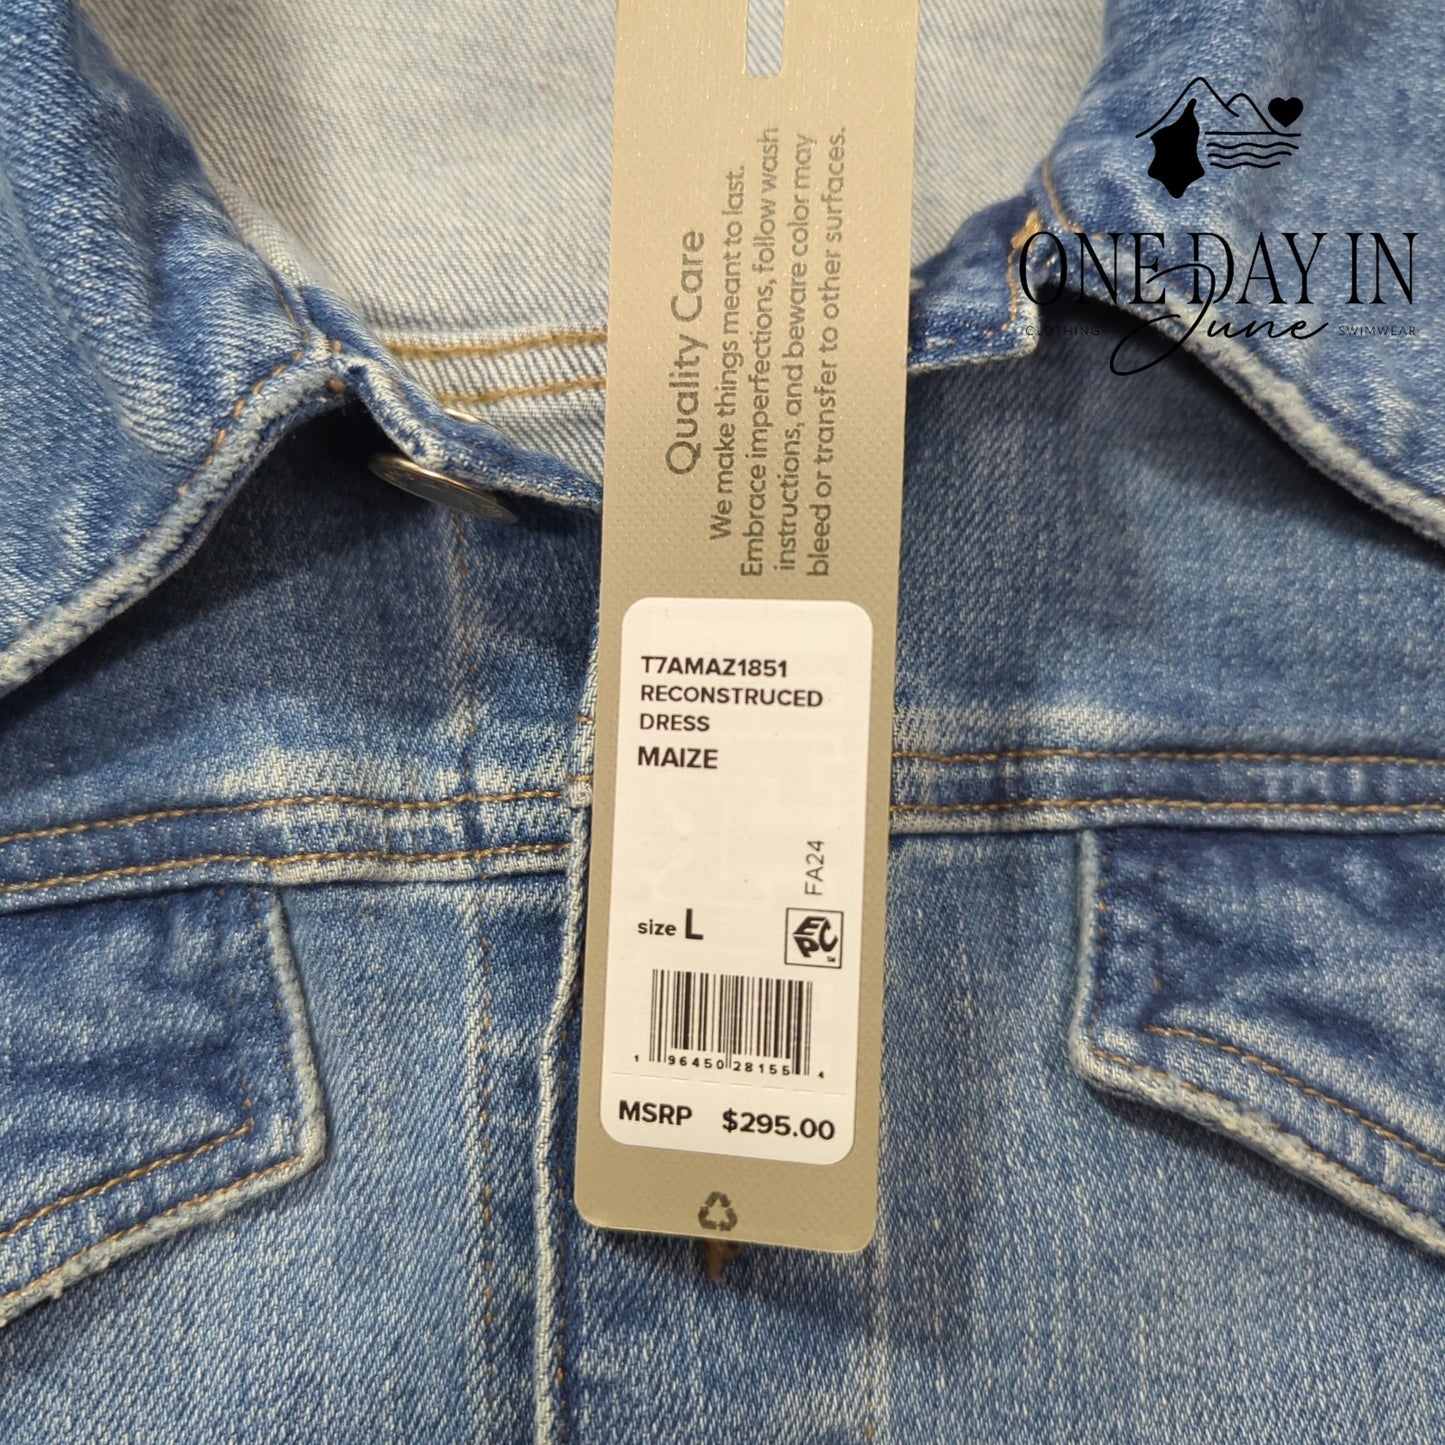 Quality Care
We make things meant to last.
Embrace imperfections, follow wash
instructions, and beware color may
bleed or transfer to other surfaces.
ONE DAY IN
June
CLOTHING
SWIMWEAR
T7AMAZ1851
RECONSTRUCED
DRESS
MAIZE
FA24
size L
EPC
1 96450 28155 4
MSRP $295.00